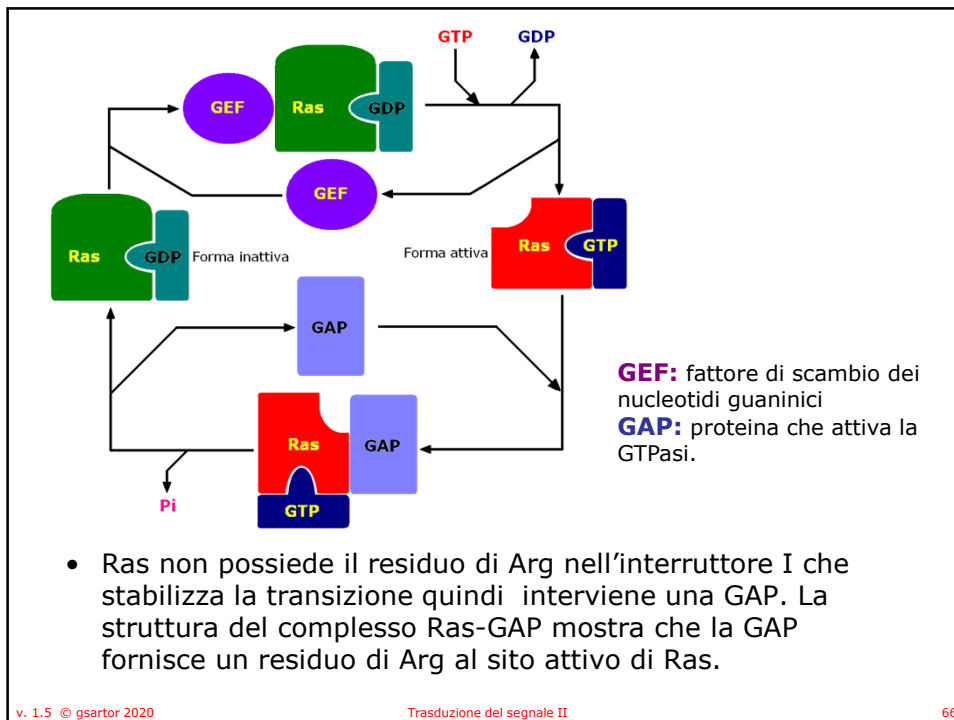 GTP GDP
GEF Ras GDP
GEF
Ras GDP Forma inattiva Forma attiva Ras GTP
GAP
GEF: fattore di scambio dei
nucleotidi guaninici
GAP: proteina che attiva la
GTPasi.
Ras GAP
Pi
GTP
• Ras non possiede il residuo di Arg nell’interruttore I che
stabilizza la transizione quindi interviene una GAP. La
struttura del complesso Ras-GAP mostra che la GAP
fornisce un residuo di Arg al sito attivo di Ras.
v. 1.5 © gsartor 2020 Trasduzione del segnale II 66